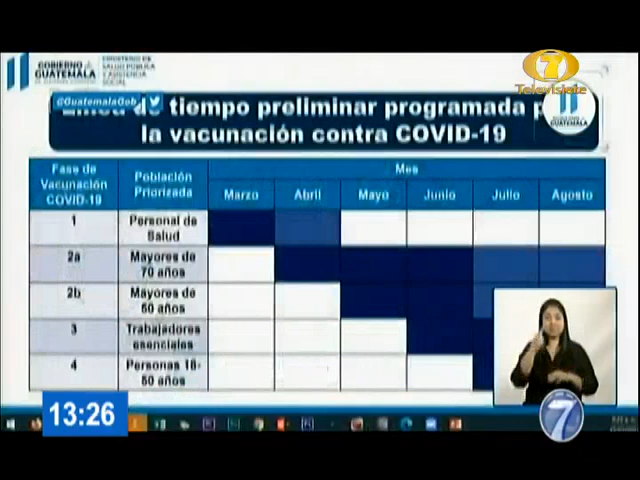 GOBIERNO de
GUATEMALA
MINISTERIO DE
SALUD PÚBLICA
Y ASISTENCIA
SOCIAL
7
Televisiete
@GuatemalaGob
de tiempo preliminar programada
la vacunación contra COVID-19
GUATEMALA
Fase de Vacunación COVID-19
Población Priorizada
Mes
Marzo Abril Mayo Junio Julio Agosto
1 Personal de Salud
2a Mayores de 70 años
2b Mayores de 50 años
3 Trabajadores esenciales
4 Personas 18-50 años
13:26
7